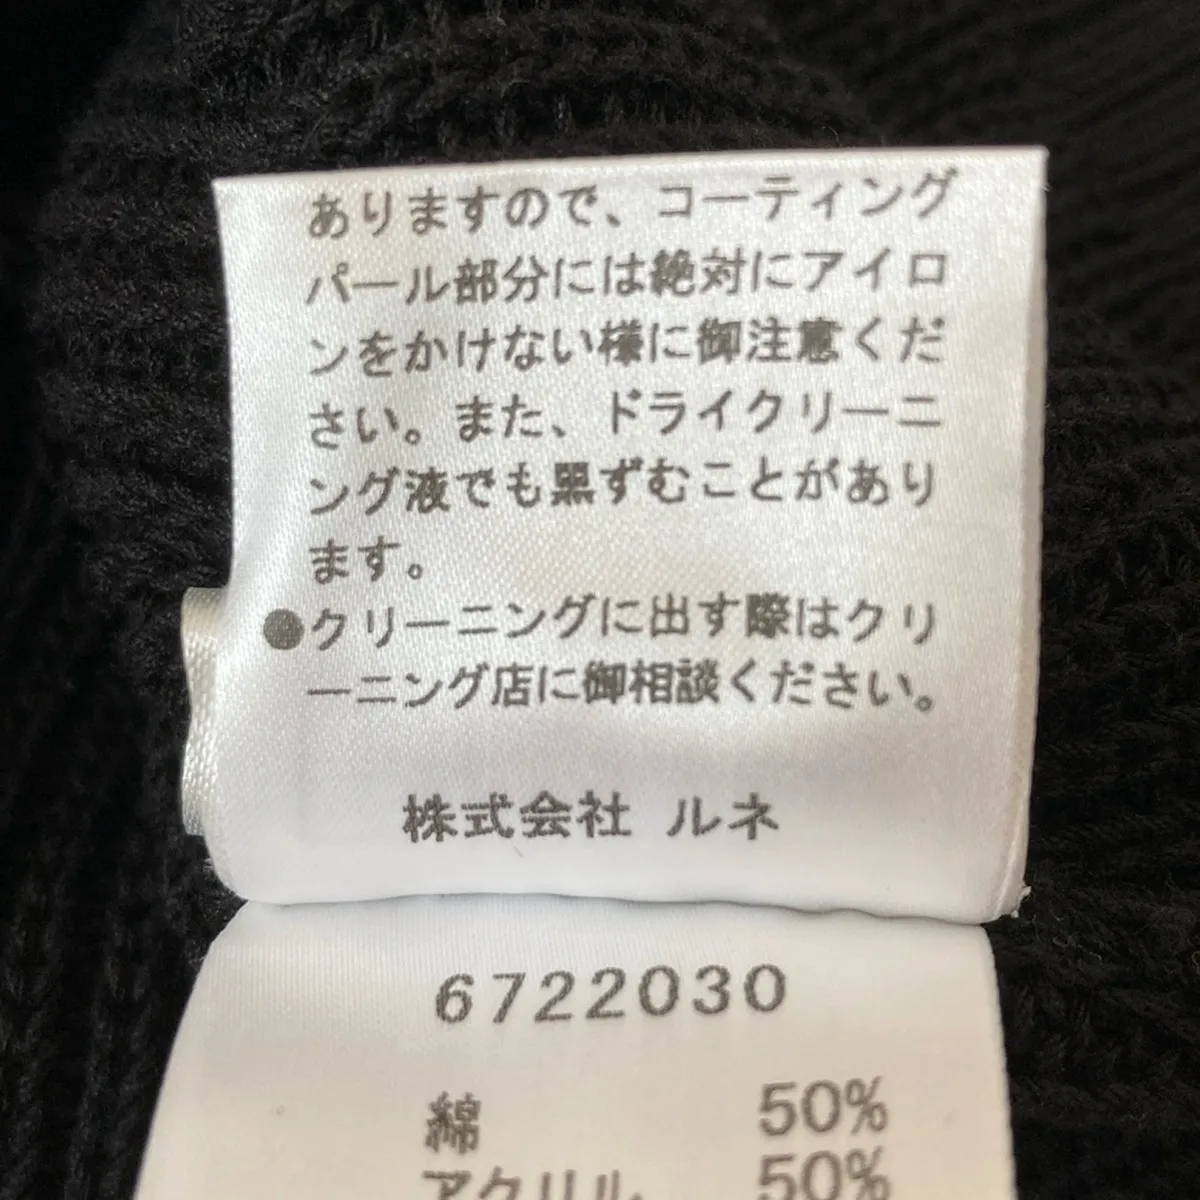 ありますので、コーティング
パール部分には絶対にアイロ
ンをかけない様に御注意くだ
さい。また、ドライクリーニ
ング液でも黒ずむことがあり
ます。
●クリーニングに出す際はクリ
ーニング店に御相談ください。
株式会社 ルネ
6722030
綿 50%
アクリル 50%